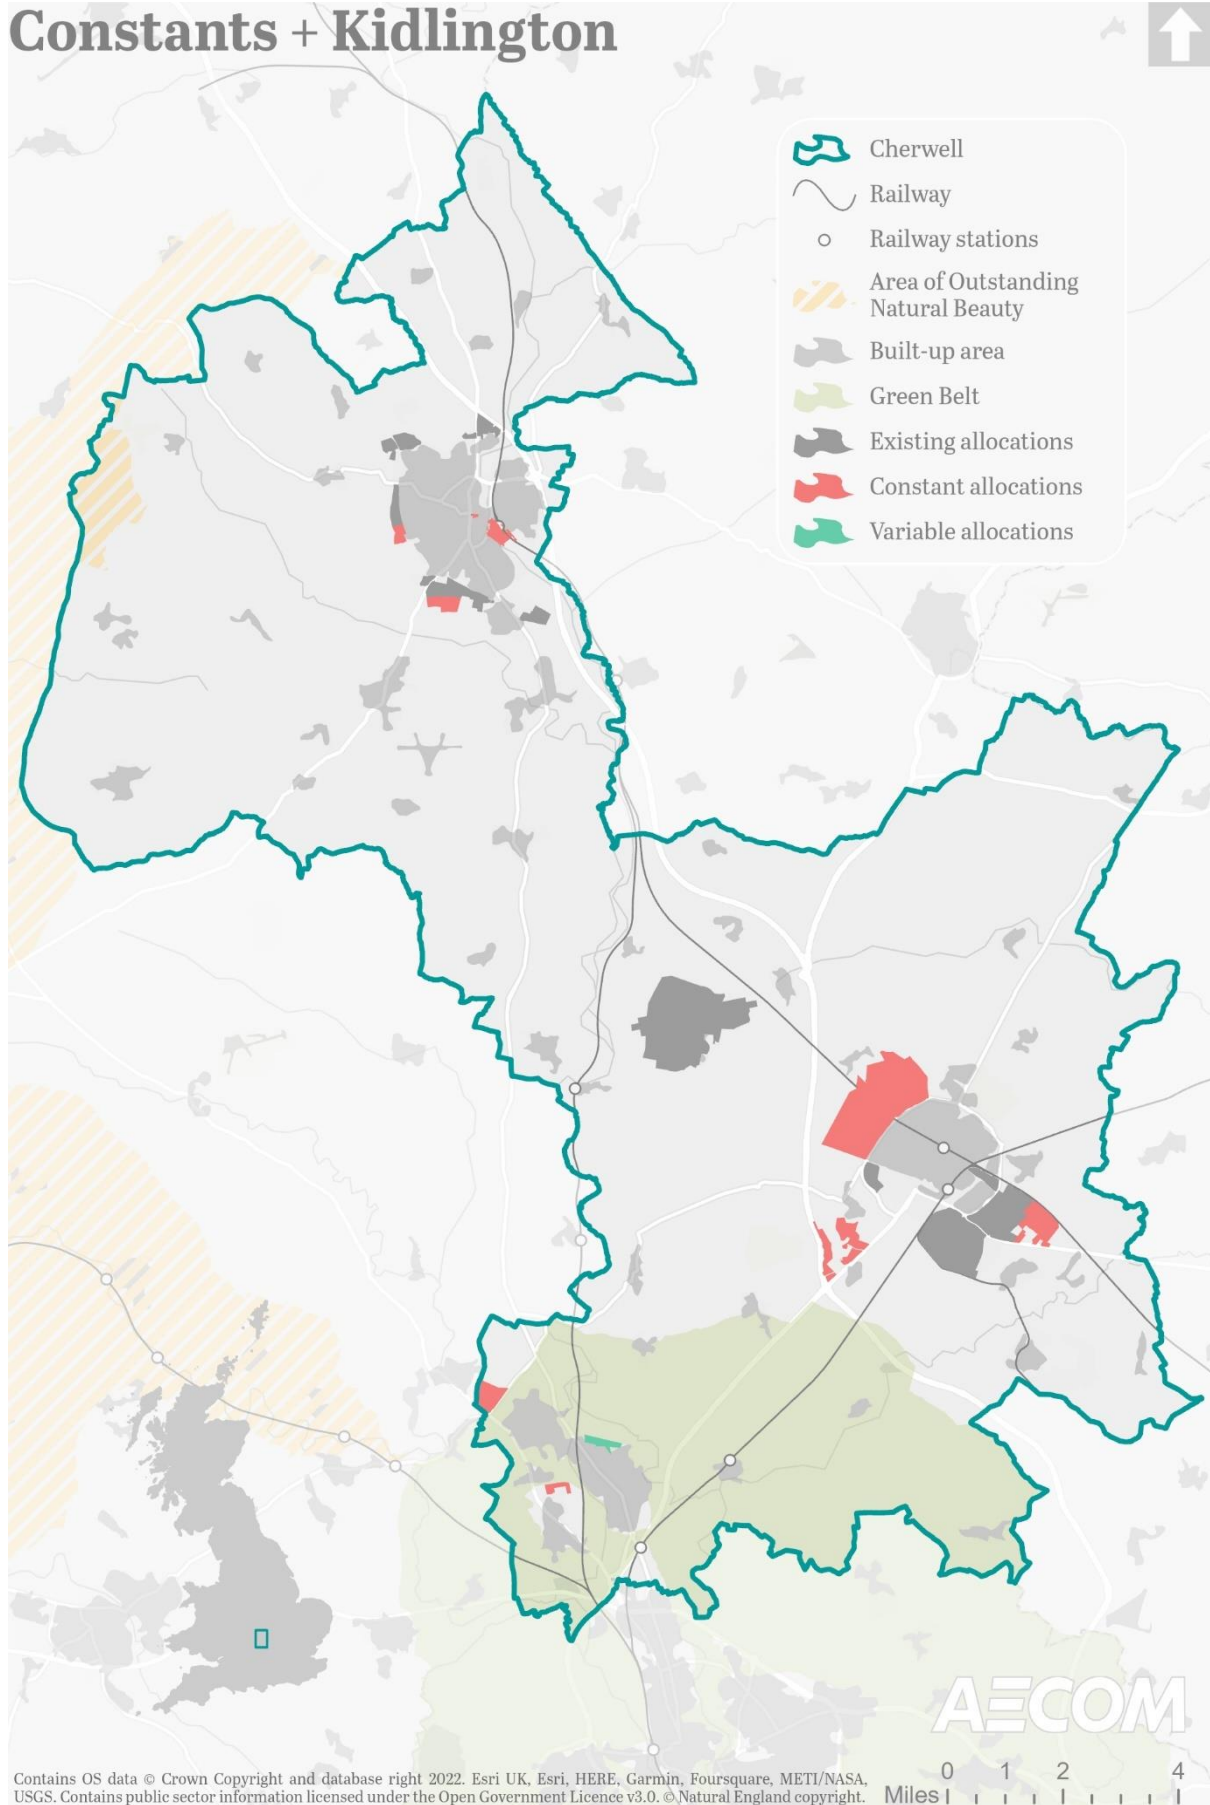 Constants + Kidlington
Cherwell
Railway
Railway stations
Area of Outstanding
Natural Beauty
Built-up area
Green Belt
Existing allocations
Constant allocations
Variable allocations
AECOM
0 1 2 4
Miles
Contains OS data © Crown Copyright and database right 2022. Esri UK, Esri, HERE, Garmin, Foursquare, METI/NASA,
USGS. Contains public sector information licensed under the Open Government Licence v3.0. © Natural England copyright.